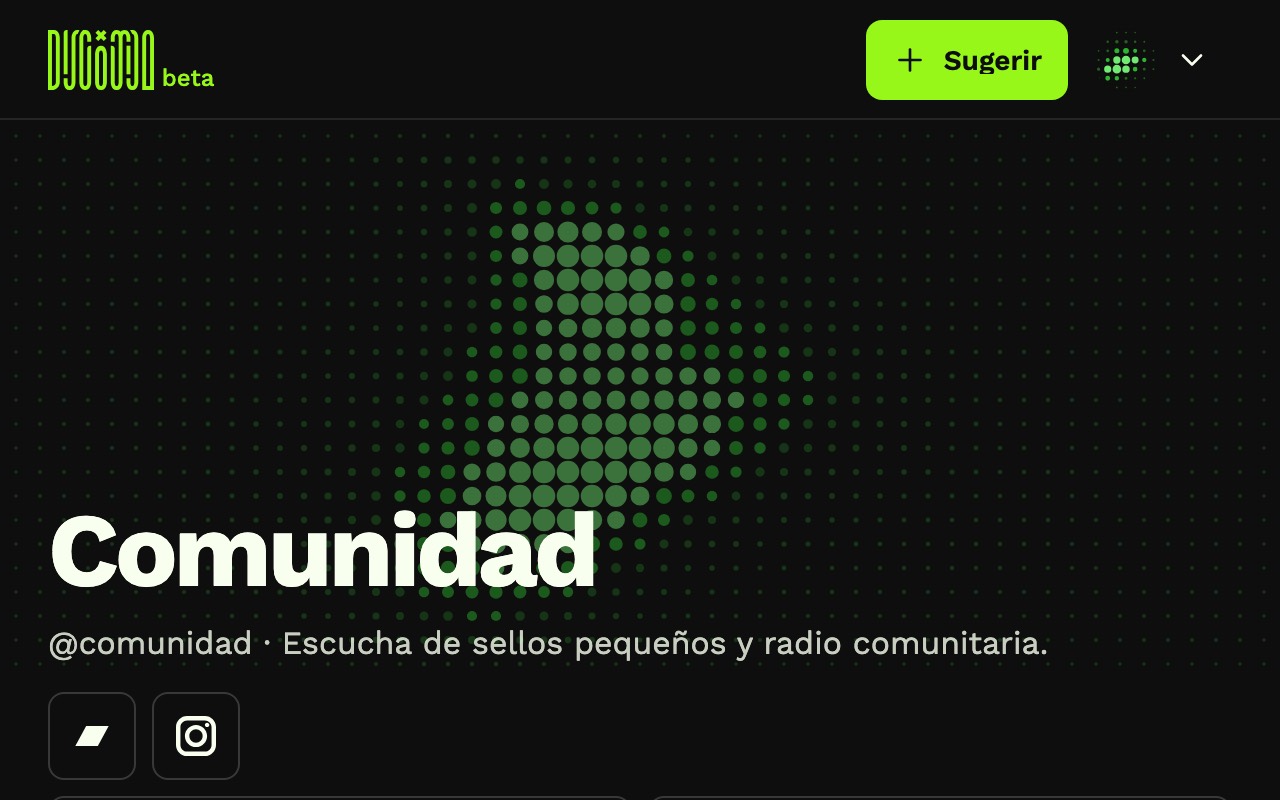 beta
Sugerir
Comunidad
@comunidad · Escucha de sellos pequeños y radio comunitaria.